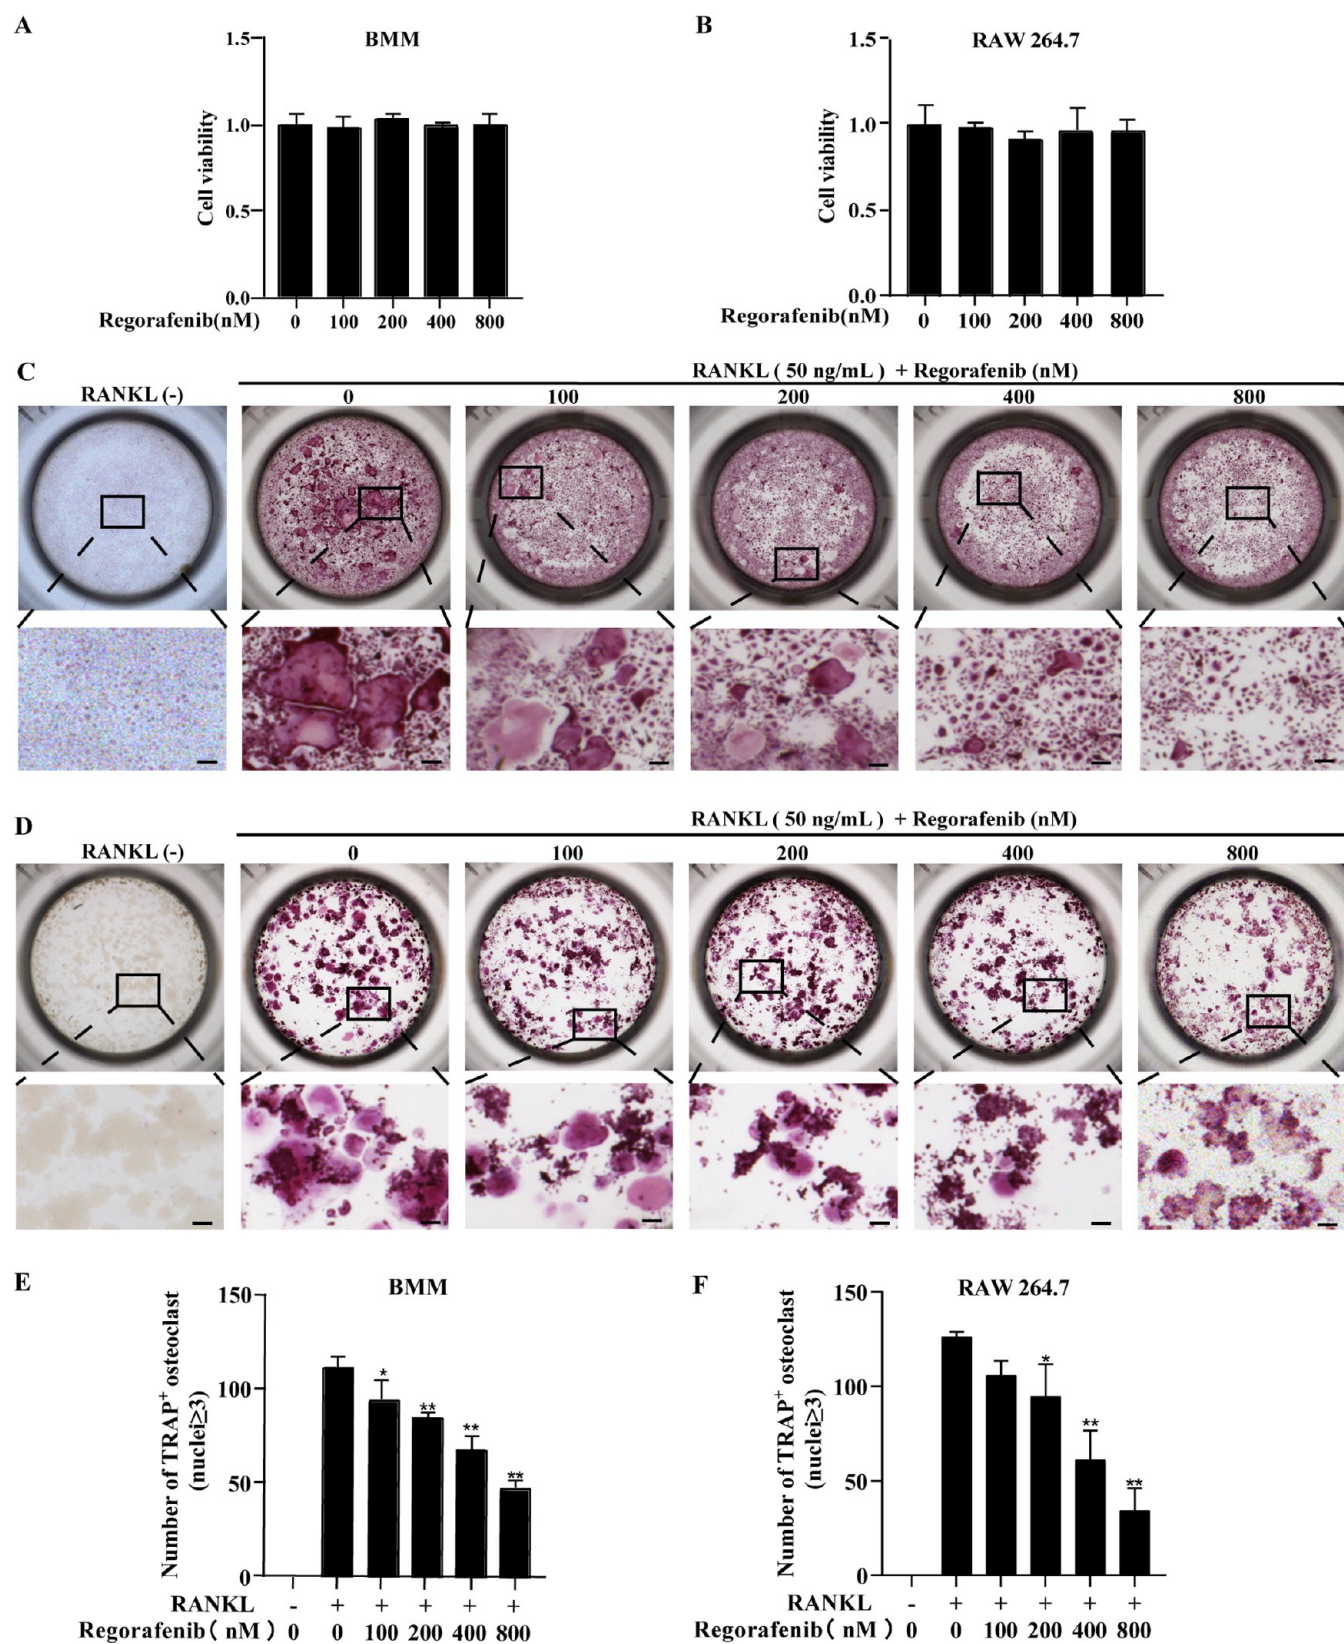 A
BMM
1.5
1.0
0.5
0.0
Cell viability
Regorafenib(nM)
0 100 200 400 800
B
RAW 264.7
1.5
1.0
0.5
0.0
Cell viability
Regorafenib(nM)
0 100 200 400 800
C
RANKL ( 50 ng/mL ) + Regorafenib (nM)
RANKL (-) 0 100 200 400 800
D
RANKL ( 50 ng/mL ) + Regorafenib (nM)
RANKL (-) 0 100 200 400 800
E
BMM
150
100
50
0
Number of TRAP⁺ osteoclast
(nuclei≥3)
* ** ** **
RANKL - + + + + +
Regorafenib ( nM ) 0 0 100 200 400 800
F
RAW 264.7
150
100
50
0
Number of TRAP⁺ osteoclast
(nuclei≥3)
* ** **
RANKL - + + + + +
Regorafenib ( nM ) 0 0 100 200 400 800